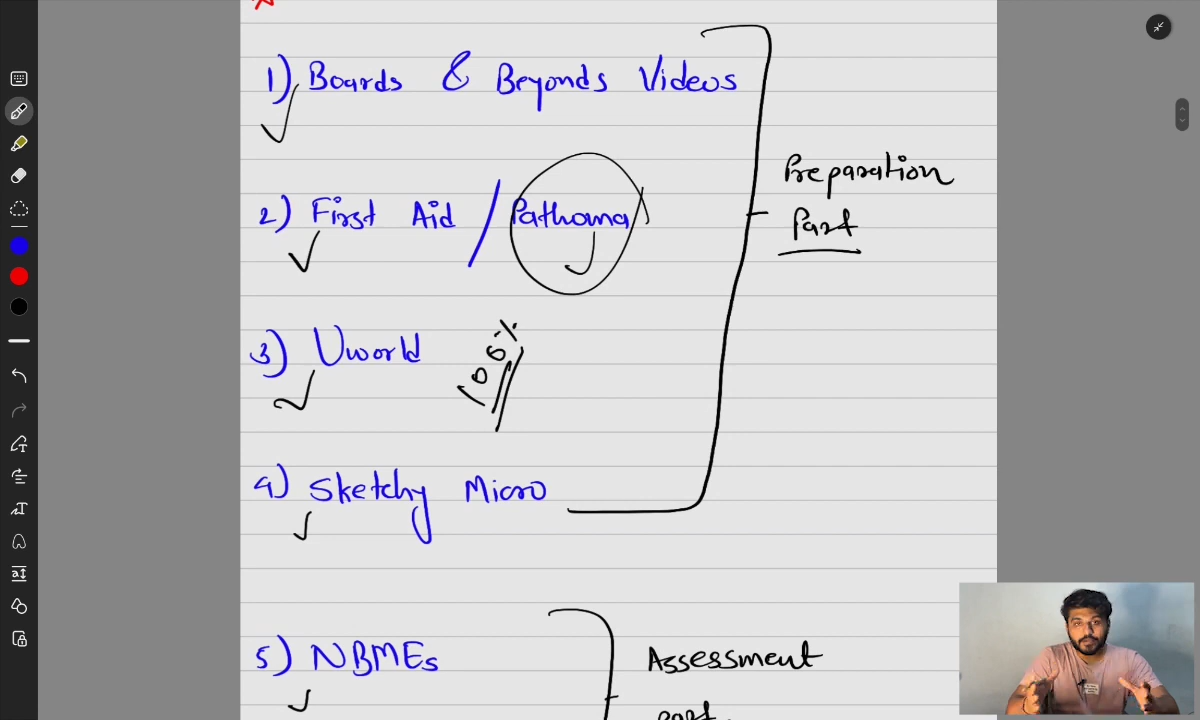 1) Boards & Beyonds Videos
2) First Aid / Pathoma
3) Uworld 100%
4) Sketchy Micro
Preparation
Part
5) NBMEs
Assessment
part